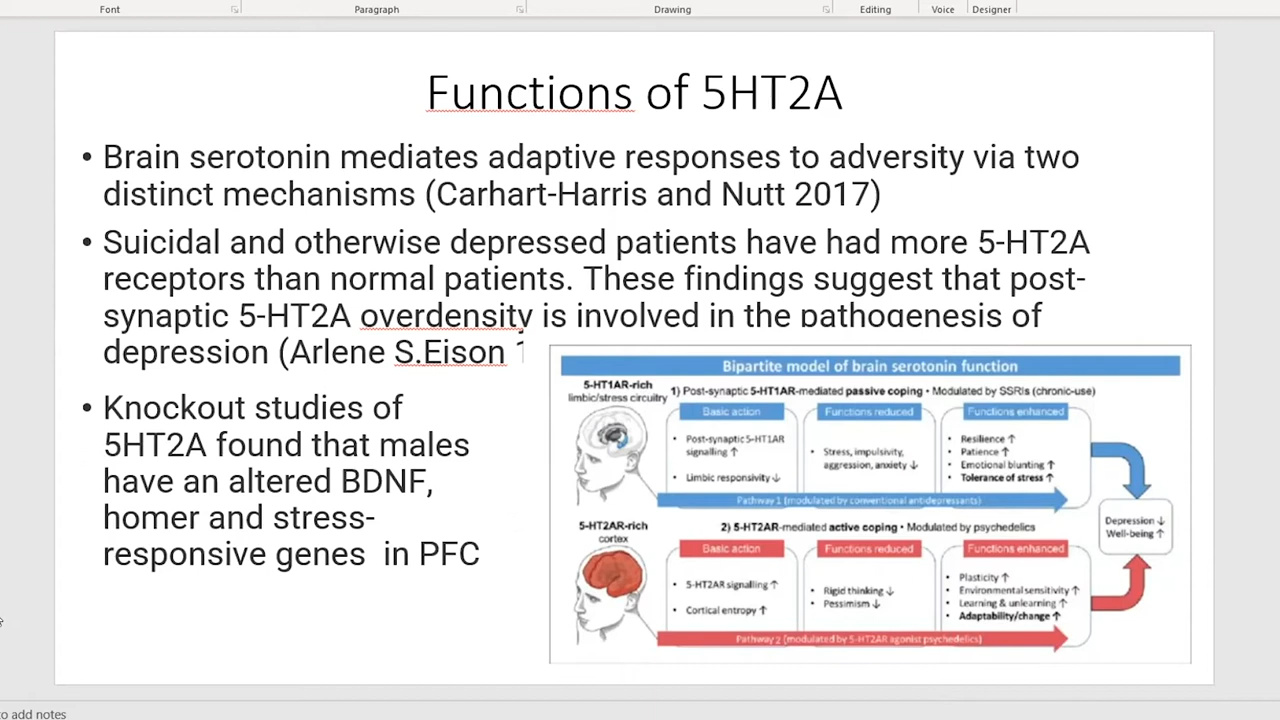 Font Paragraph Drawing Editing Voice Designer
Functions of 5HT2A
• Brain serotonin mediates adaptive responses to adversity via two
distinct mechanisms (Carhart-Harris and Nutt 2017)
• Suicidal and otherwise depressed patients have had more 5-HT2A
receptors than normal patients. These findings suggest that post-
synaptic 5-HT2A overdensity is involved in the pathogenesis of
depression (Arlene S.Eison
• Knockout studies of
5HT2A found that males
have an altered BDNF,
homer and stress-
responsive genes in PFC
Bipartite model of brain serotonin function
5-HT1AR-rich
limbic/stress circuitry
1) Post-synaptic 5-HT1AR-mediated passive coping • Modulated by SSRIs (chronic-use)
Basic action
• Post-synaptic 5-HT1AR
signalling ↑
• Limbic responsivity ↓
Functions reduced
• Stress, impulsivity,
aggression, anxiety ↓
Functions enhanced
• Resilience ↑
• Patience ↑
• Emotional blunting ↑
• Tolerance of stress ↑
Pathway 1 (modulated by conventional antidepressants)
5-HT2AR-rich
cortex
2) 5-HT2AR-mediated active coping • Modulated by psychedelics
Basic action
• 5-HT2AR signalling ↑
• Cortical entropy ↑
Functions reduced
• Rigid thinking ↓
• Pessimism ↓
Functions enhanced
• Plasticity ↑
• Environmental sensitivity ↑
• Learning & unlearning ↑
• Adaptability/change ↑
Pathway 2 (modulated by 5-HT2AR agonist psychedelics)
Depression ↓
Well-being ↑
to add notes